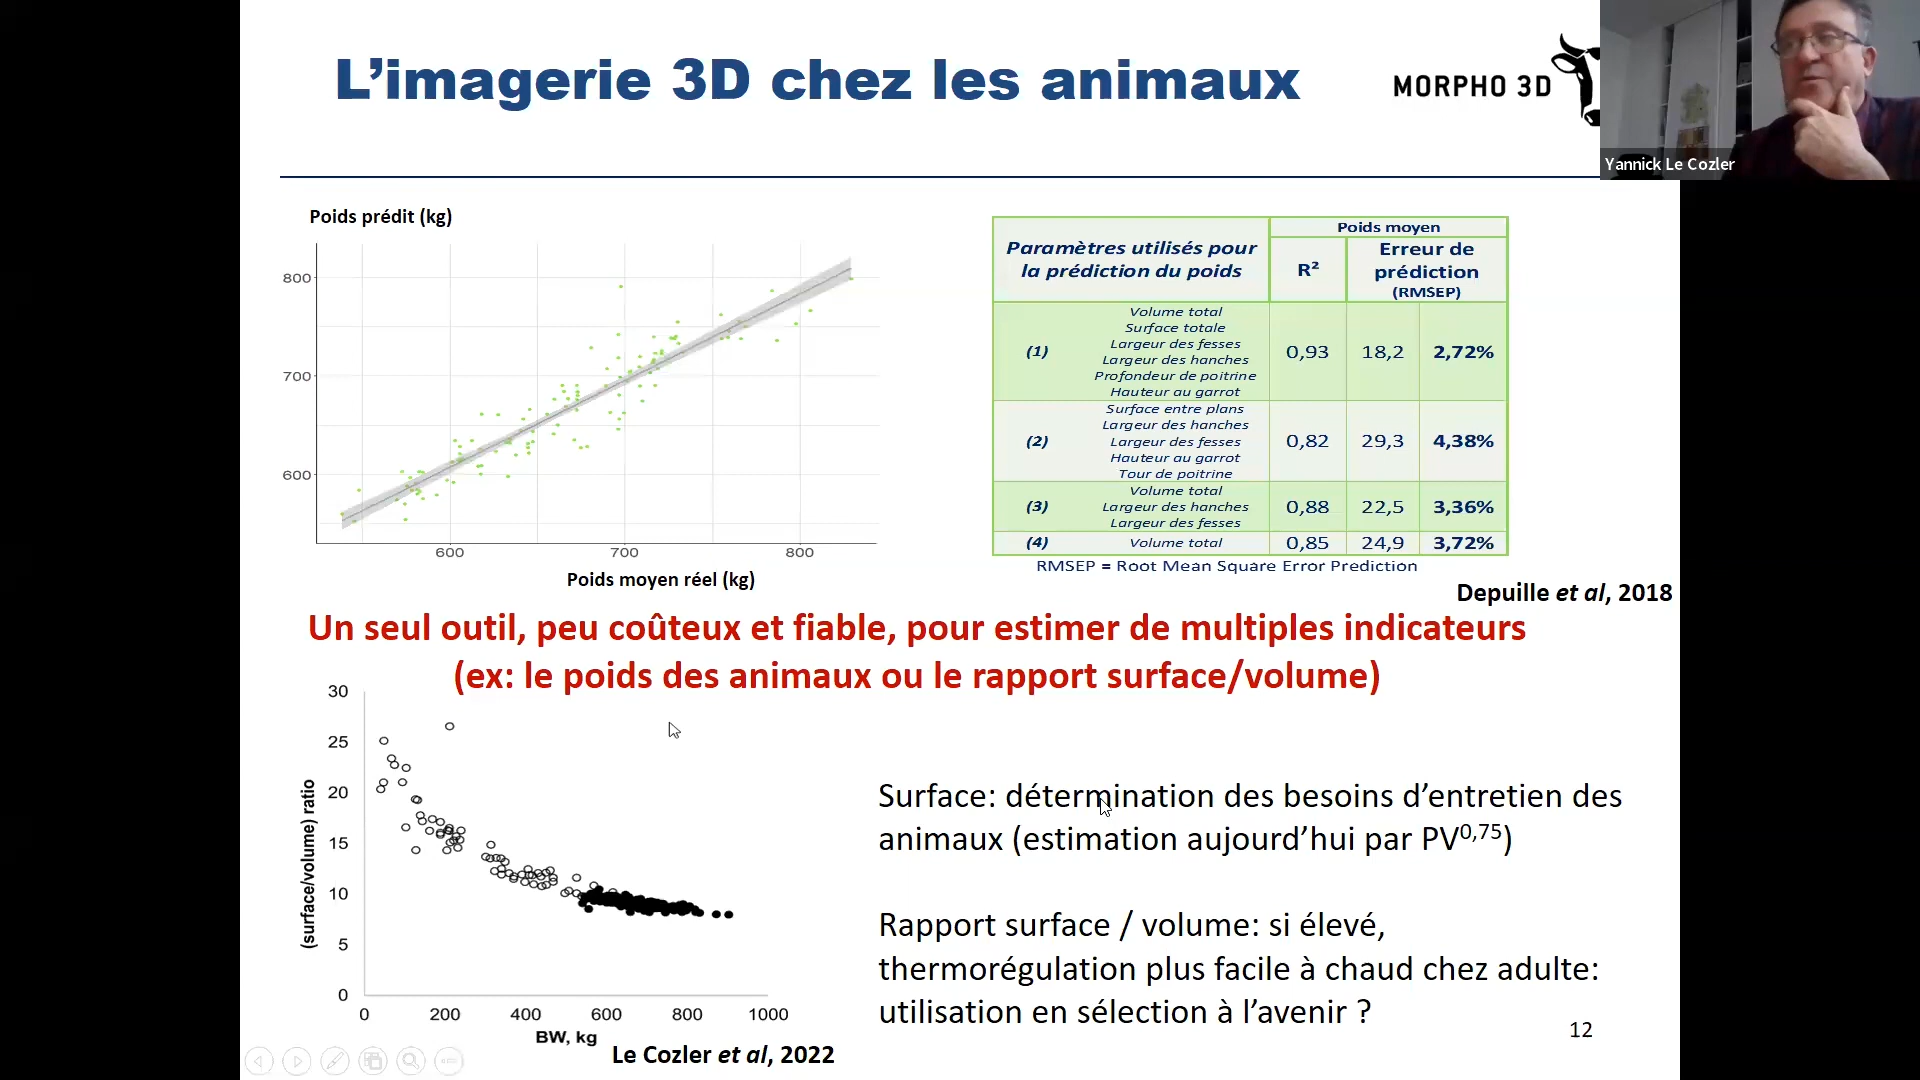 L’imagerie 3D chez les animaux
MORPHO 3D
Yannick Le Cozler
Poids prédit (kg)
800
700
600
600 700 800
Poids moyen réel (kg)
Paramètres utilisés pour
la prédiction du poids
Poids moyen
R²
Erreur de
prédiction
(RMSEP)
(1)
Volume total
Surface totale
Largeur des fesses
Largeur des hanches
Profondeur de poitrine
Hauteur au garrot
0,93 18,2 2,72%
(2)
Surface entre plans
Largeur des hanches
Largeur des fesses
Hauteur au garrot
Tour de poitrine
0,82 29,3 4,38%
(3)
Volume total
Largeur des hanches
Largeur des fesses
0,88 22,5 3,36%
(4) Volume total 0,85 24,9 3,72%
RMSEP = Root Mean Square Error Prediction
Depuille et al, 2018
Un seul outil, peu coûteux et fiable, pour estimer de multiples indicateurs
(ex: le poids des animaux ou le rapport surface/volume)
30
25
20
15
10
5
0
(surface/volume) ratio
0 200 400 600 800 1000
BW, kg
Le Cozler et al, 2022
Surface: détermination des besoins d’entretien des
animaux (estimation aujourd’hui par PV0,75)
Rapport surface / volume: si élevé,
thermorégulation plus facile à chaud chez adulte:
utilisation en sélection à l’avenir ?
12